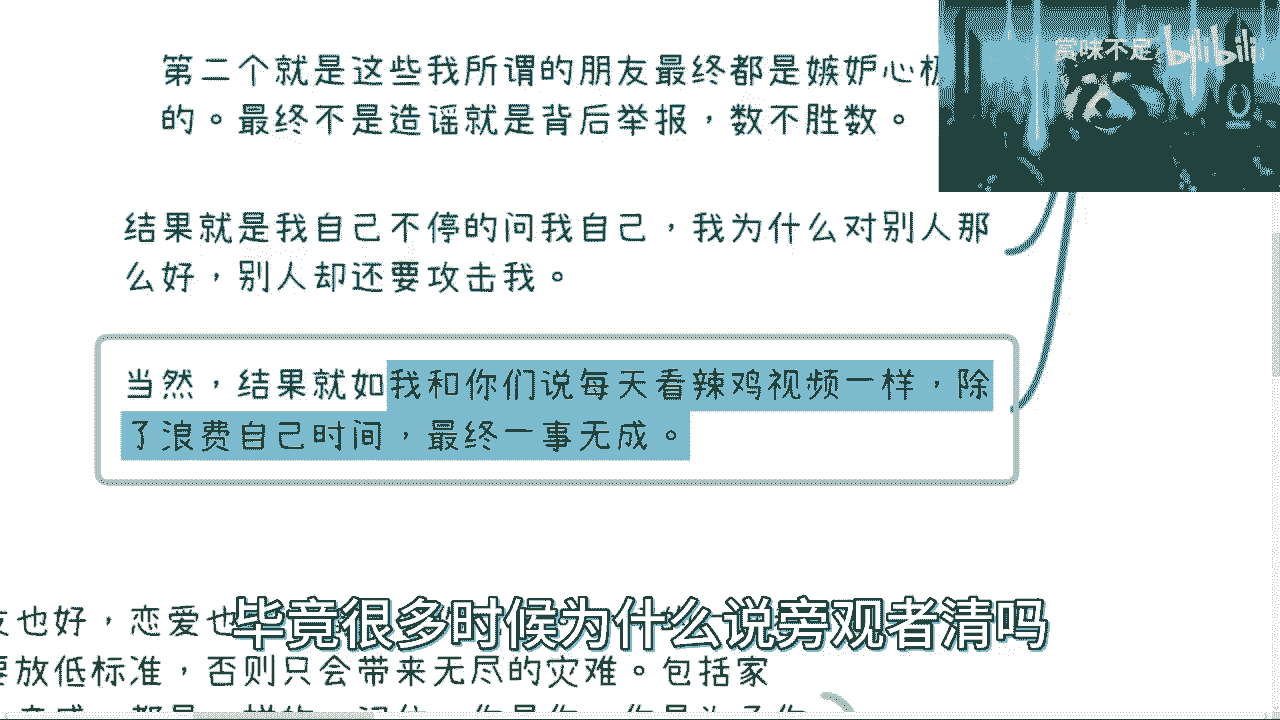 第二个就是这些我所谓的朋友最终都是嫉妒心极
的。最终不是造谣就是背后举报，数不胜数。
赏味不足 bilibili
结果就是我自己不停的问我自己，我为什么对别人那
么好，别人却还要攻击我。
当然，结果就如我和你们说每天看辣鸡视频一样，除
了浪费自己时间，最终一事无成。
友也好，恋爱也
毕竟很多时候为什么说旁观者清吗
要放低标准，否则只会带来无尽的灾难。包括家